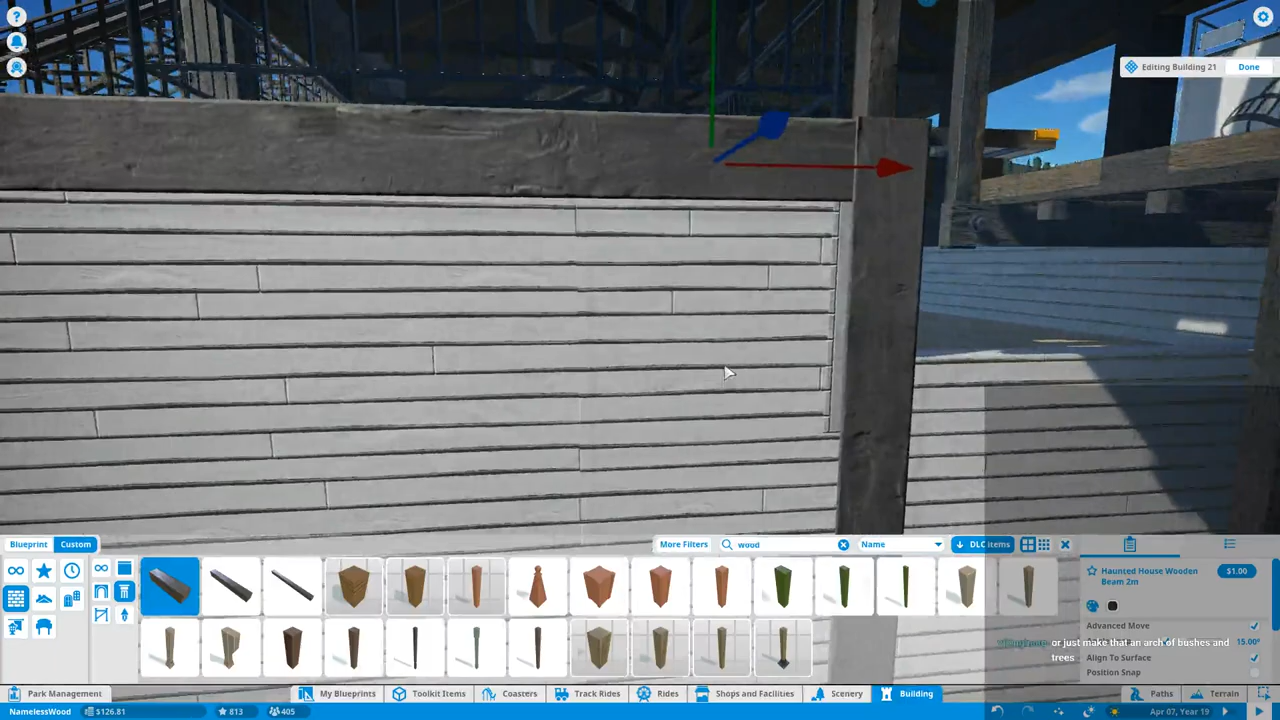 Editing Building 21 Done
Blueprint Custom
More Filters wood Name DLC items
Haunted House Wooden Beam 2m $1.00
Advanced Move
15.00°
or just make that an arch of bushes and trees
Align To Surface
Position Snap
Park Management My Blueprints Toolkit Items Coasters Track Rides Rides Shops and Facilities Scenery Building Paths Terrain
NamelessWood $126.81 813 405 Apr 07, Year 19